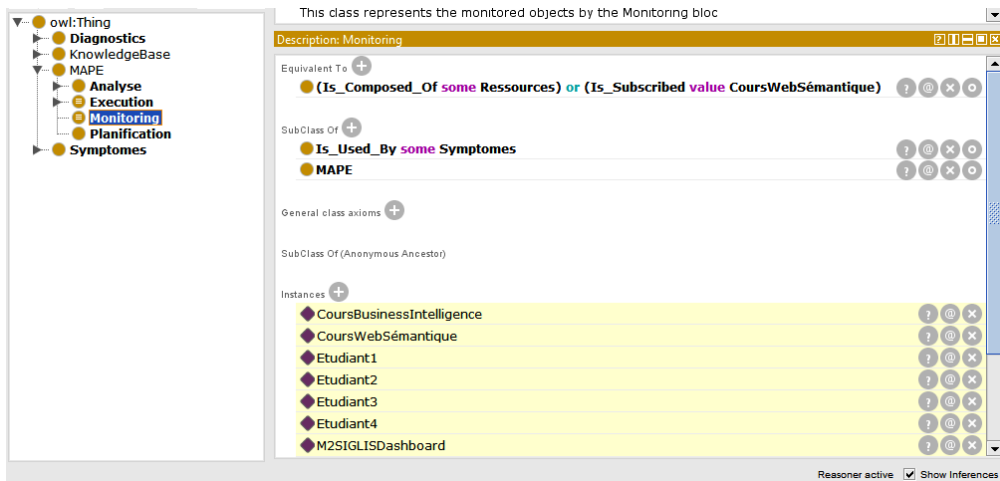 This class represents the monitored objects by the Monitoring bloc
owl:Thing
Diagnostics
KnowledgeBase
MAPE
Analyse
Execution
Monitoring
Planification
Symptomes
Description: Monitoring
Equivalent To
(Is_Composed_Of some Ressources) or (Is_Subscribed value CoursWebSémantique)
SubClass Of
Is_Used_By some Symptomes
MAPE
General class axioms
SubClass Of (Anonymous Ancestor)
Instances
CoursBusinessIntelligence
CoursWebSémantique
Etudiant1
Etudiant2
Etudiant3
Etudiant4
M2SIGLISDashboard
Reasoner active Show Inferences